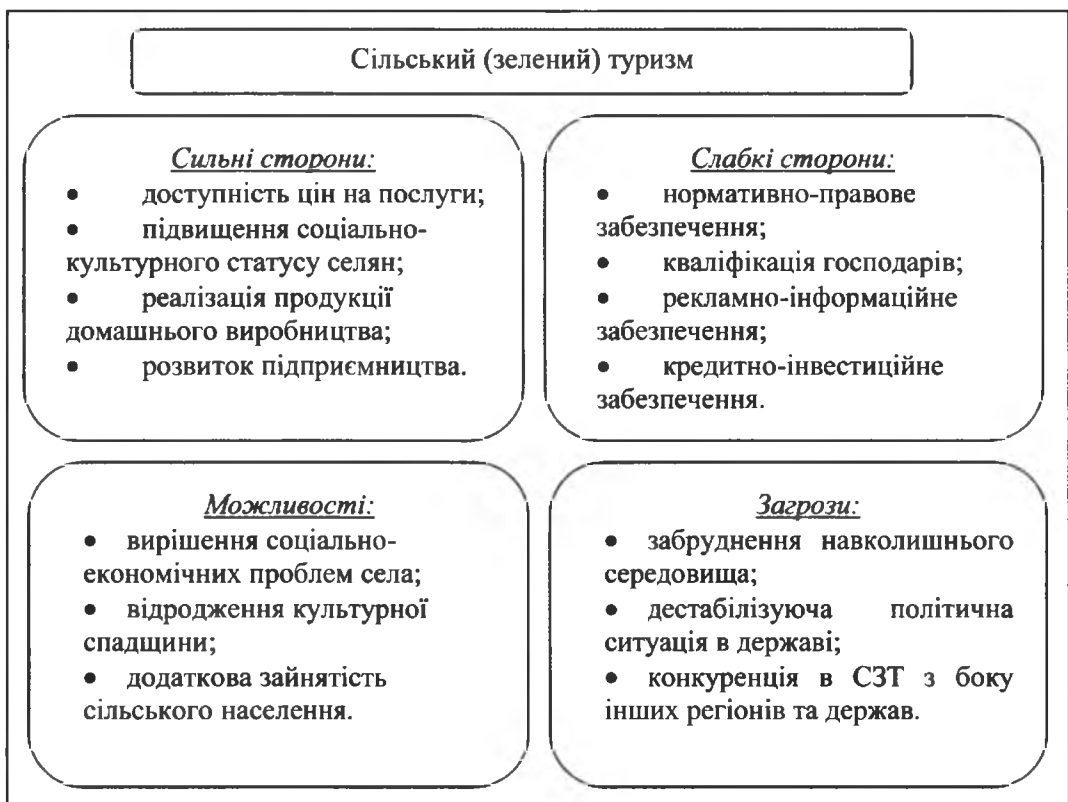 Сільський (зелений) туризм
Сильні сторони:
• доступність цін на послуги;
• підвищення соціально-
культурного статусу селян;
• реалізація продукції
домашнього виробництва;
• розвиток підприємництва.
Слабкі сторони:
• нормативно-правове
забезпечення;
• кваліфікація господарів;
• рекламно-інформаційне
забезпечення;
• кредитно-інвестиційне
забезпечення.
Можливості:
• вирішення соціально-
економічних проблем села;
• відродження культурної
спадщини;
• додаткова зайнятість
сільського населення.
Загрози:
• забруднення навколишнього
середовища;
• дестабілізуюча політична
ситуація в державі;
• конкуренція в СЗТ з боку
інших регіонів та держав.